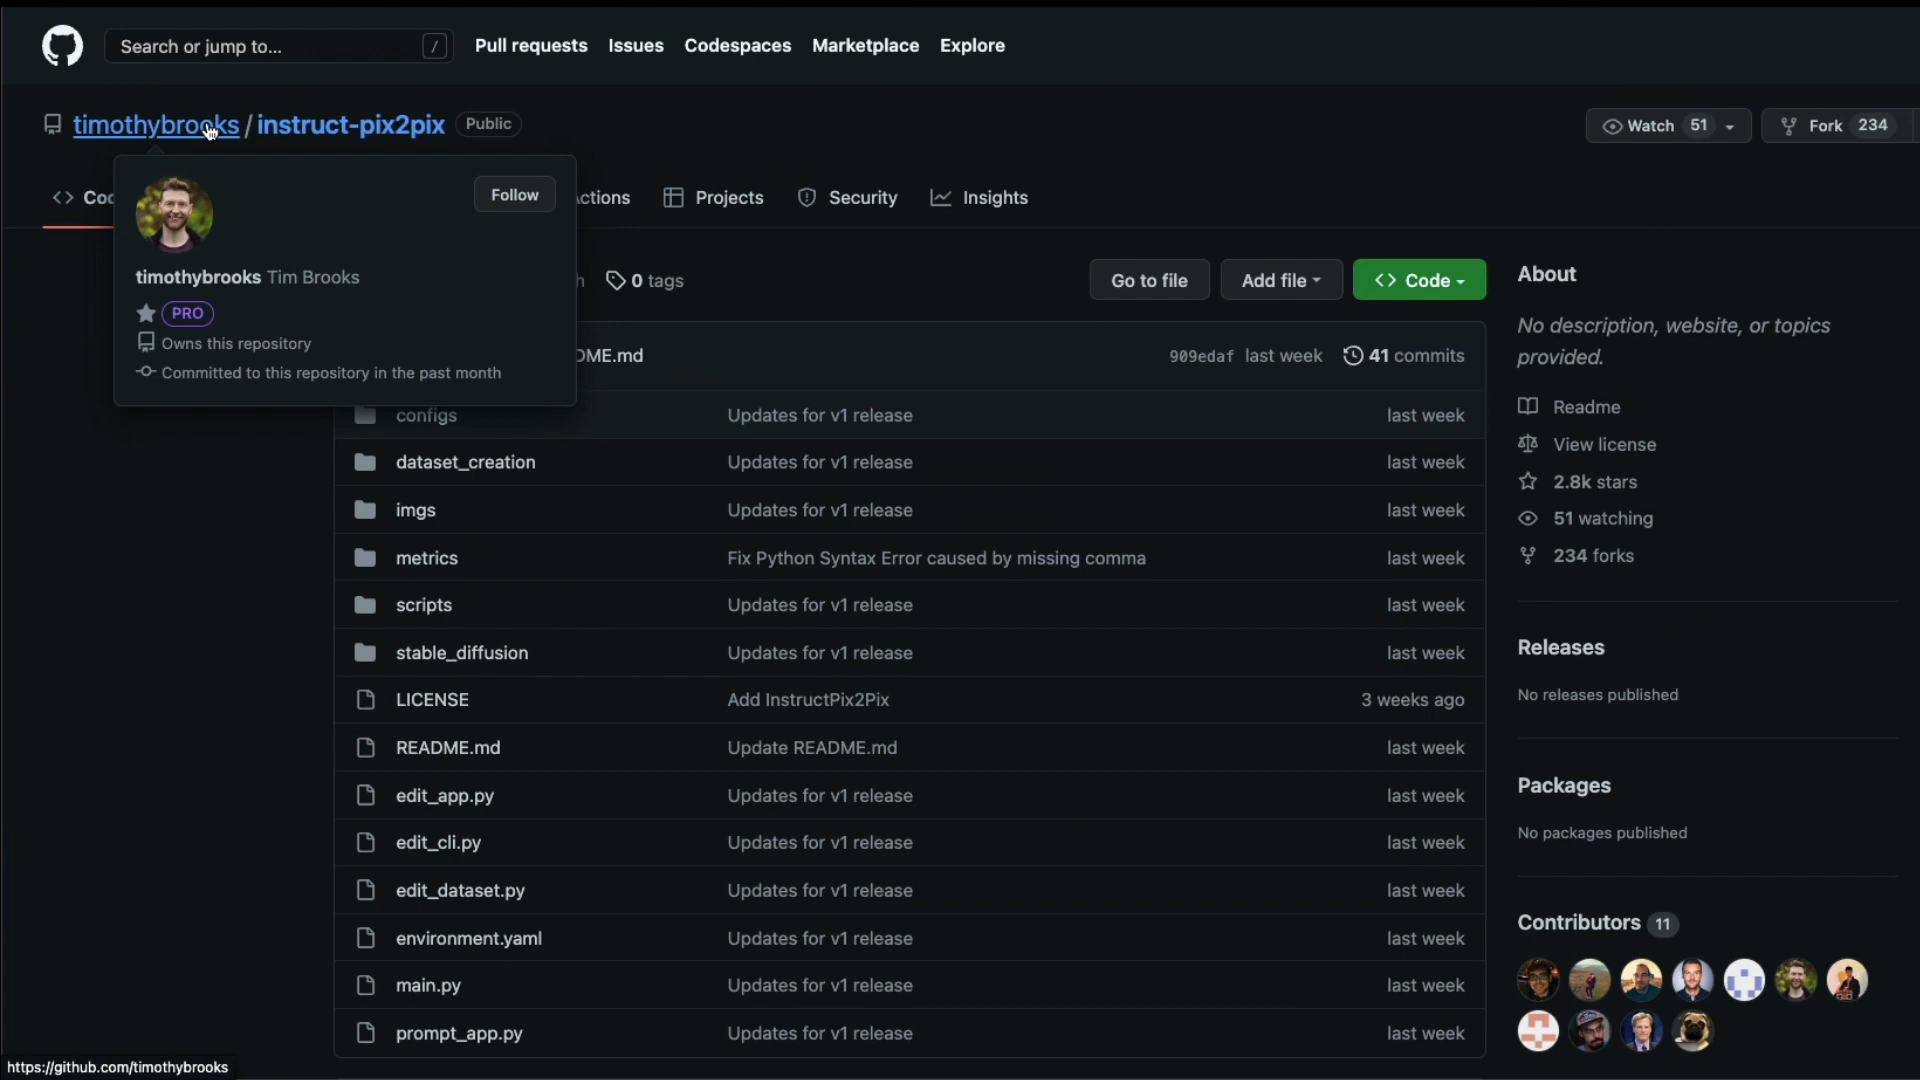 Search or jump to... /
Pull requests Issues Codespaces Marketplace Explore
timothybrooks / instruct-pix2pix Public
Watch 51
Fork 234
Projects Security Insights
Follow
timothybrooks Tim Brooks
PRO
Owns this repository
Committed to this repository in the past month
0 tags
Go to file Add file Code
909edaf last week 41 commits
configs Updates for v1 release last week
dataset_creation Updates for v1 release last week
imgs Updates for v1 release last week
metrics Fix Python Syntax Error caused by missing comma last week
scripts Updates for v1 release last week
stable_diffusion Updates for v1 release last week
LICENSE Add InstructPix2Pix 3 weeks ago
README.md Update README.md last week
edit_app.py Updates for v1 release last week
edit_cli.py Updates for v1 release last week
edit_dataset.py Updates for v1 release last week
environment.yaml Updates for v1 release last week
main.py Updates for v1 release last week
prompt_app.py Updates for v1 release last week
About
No description, website, or topics
provided.
Readme
View license
2.8k stars
51 watching
234 forks
Releases
No releases published
Packages
No packages published
Contributors 11
https://github.com/timothybrooks